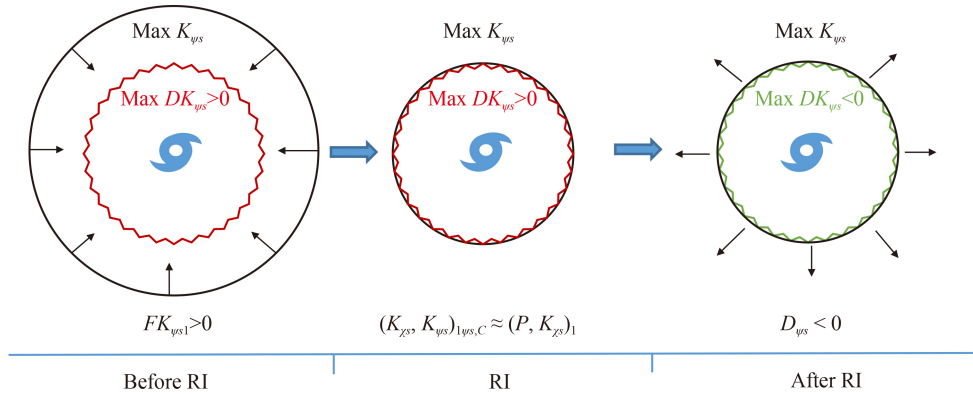 Max Kψs
Max Kψs
Max Kψs
Max DKψs>0
Max DKψs>0
Max DKψs<0
FKψs1>0
(Kχs, Kψs)1ψs,C ≈ (P, Kχs)1
Dψs < 0
Before RI
RI
After RI